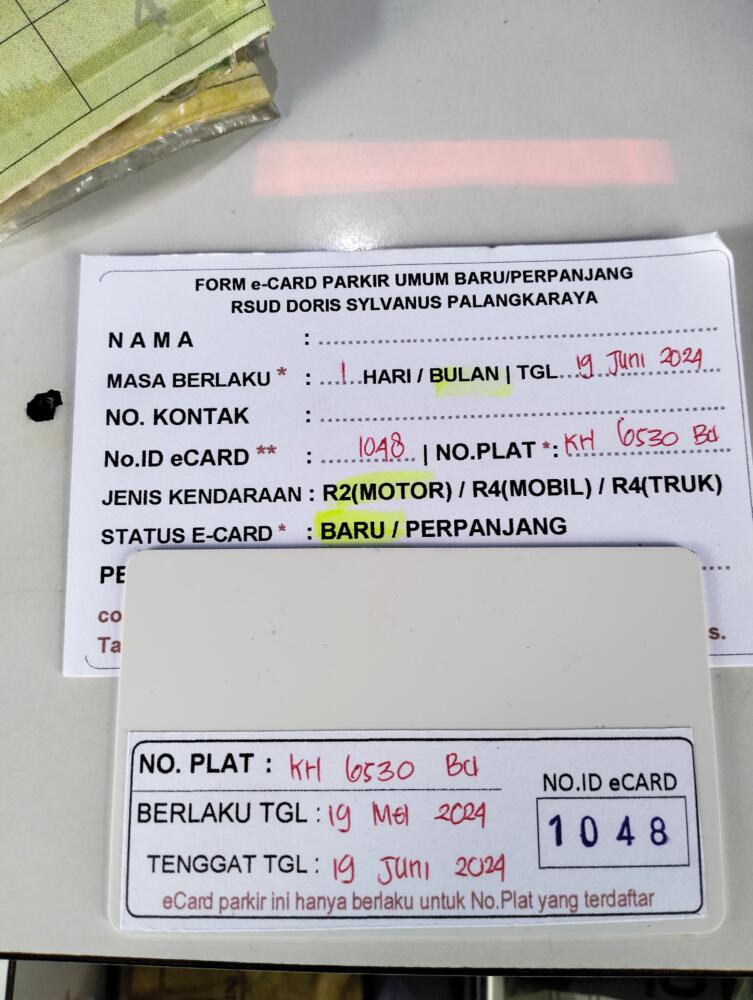 FORM e-CARD PARKIR UMUM BARU/PERPANJANG
RSUD DORIS SYLVANUS PALANGKARAYA
NAMA :
MASA BERLAKU * : 1 HARI / BULAN | TGL 19 Juni 2024
NO. KONTAK :
No.ID eCARD ** : 1048 | NO.PLAT *: KH 6530 Bd
JENIS KENDARAAN : R2(MOTOR) / R4(MOBIL) / R4(TRUK)
STATUS E-CARD * : BARU / PERPANJANG
NO. PLAT : KH 6530 Bd
BERLAKU TGL : 19 Mei 2024
TENGGAT TGL : 19 Juni 2024
NO.ID eCARD
1048
eCard parkir ini hanya berlaku untuk No.Plat yang terdaftar